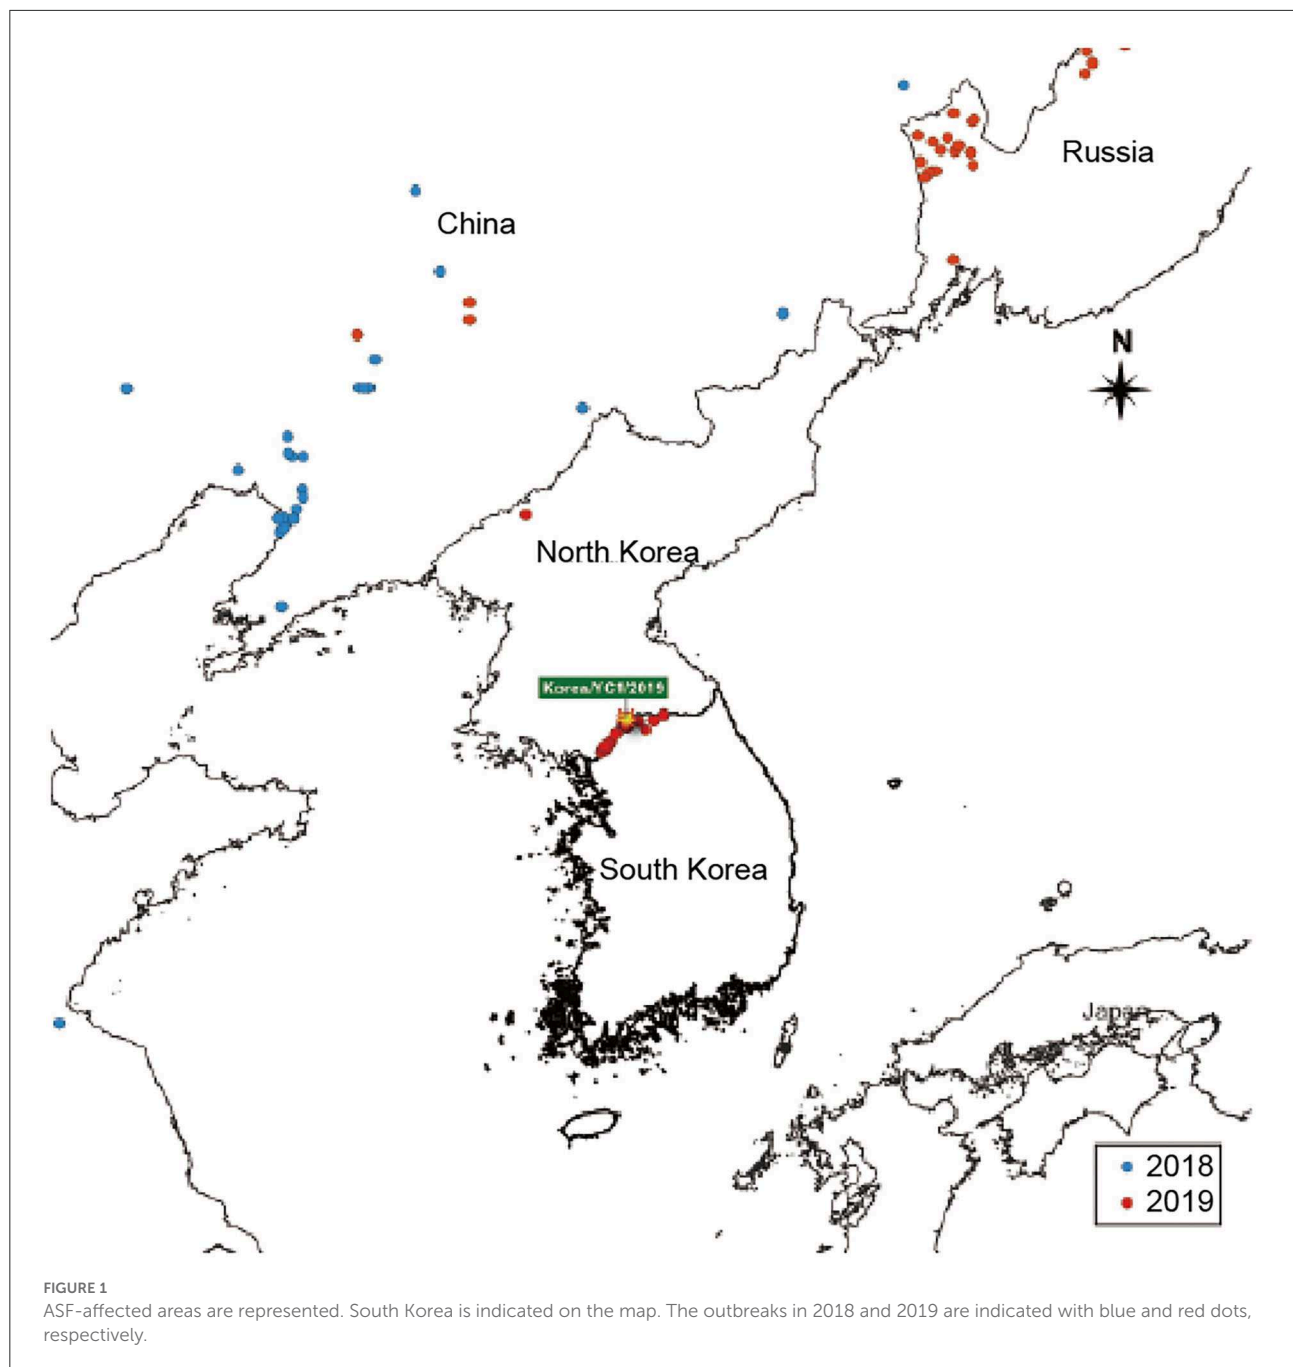 Russia
China
N
North Korea
Korea/YC1/2019
South Korea
Japan
2018
2019
FIGURE 1
ASF-affected areas are represented. South Korea is indicated on the map. The outbreaks in 2018 and 2019 are indicated with blue and red dots,
respectively.